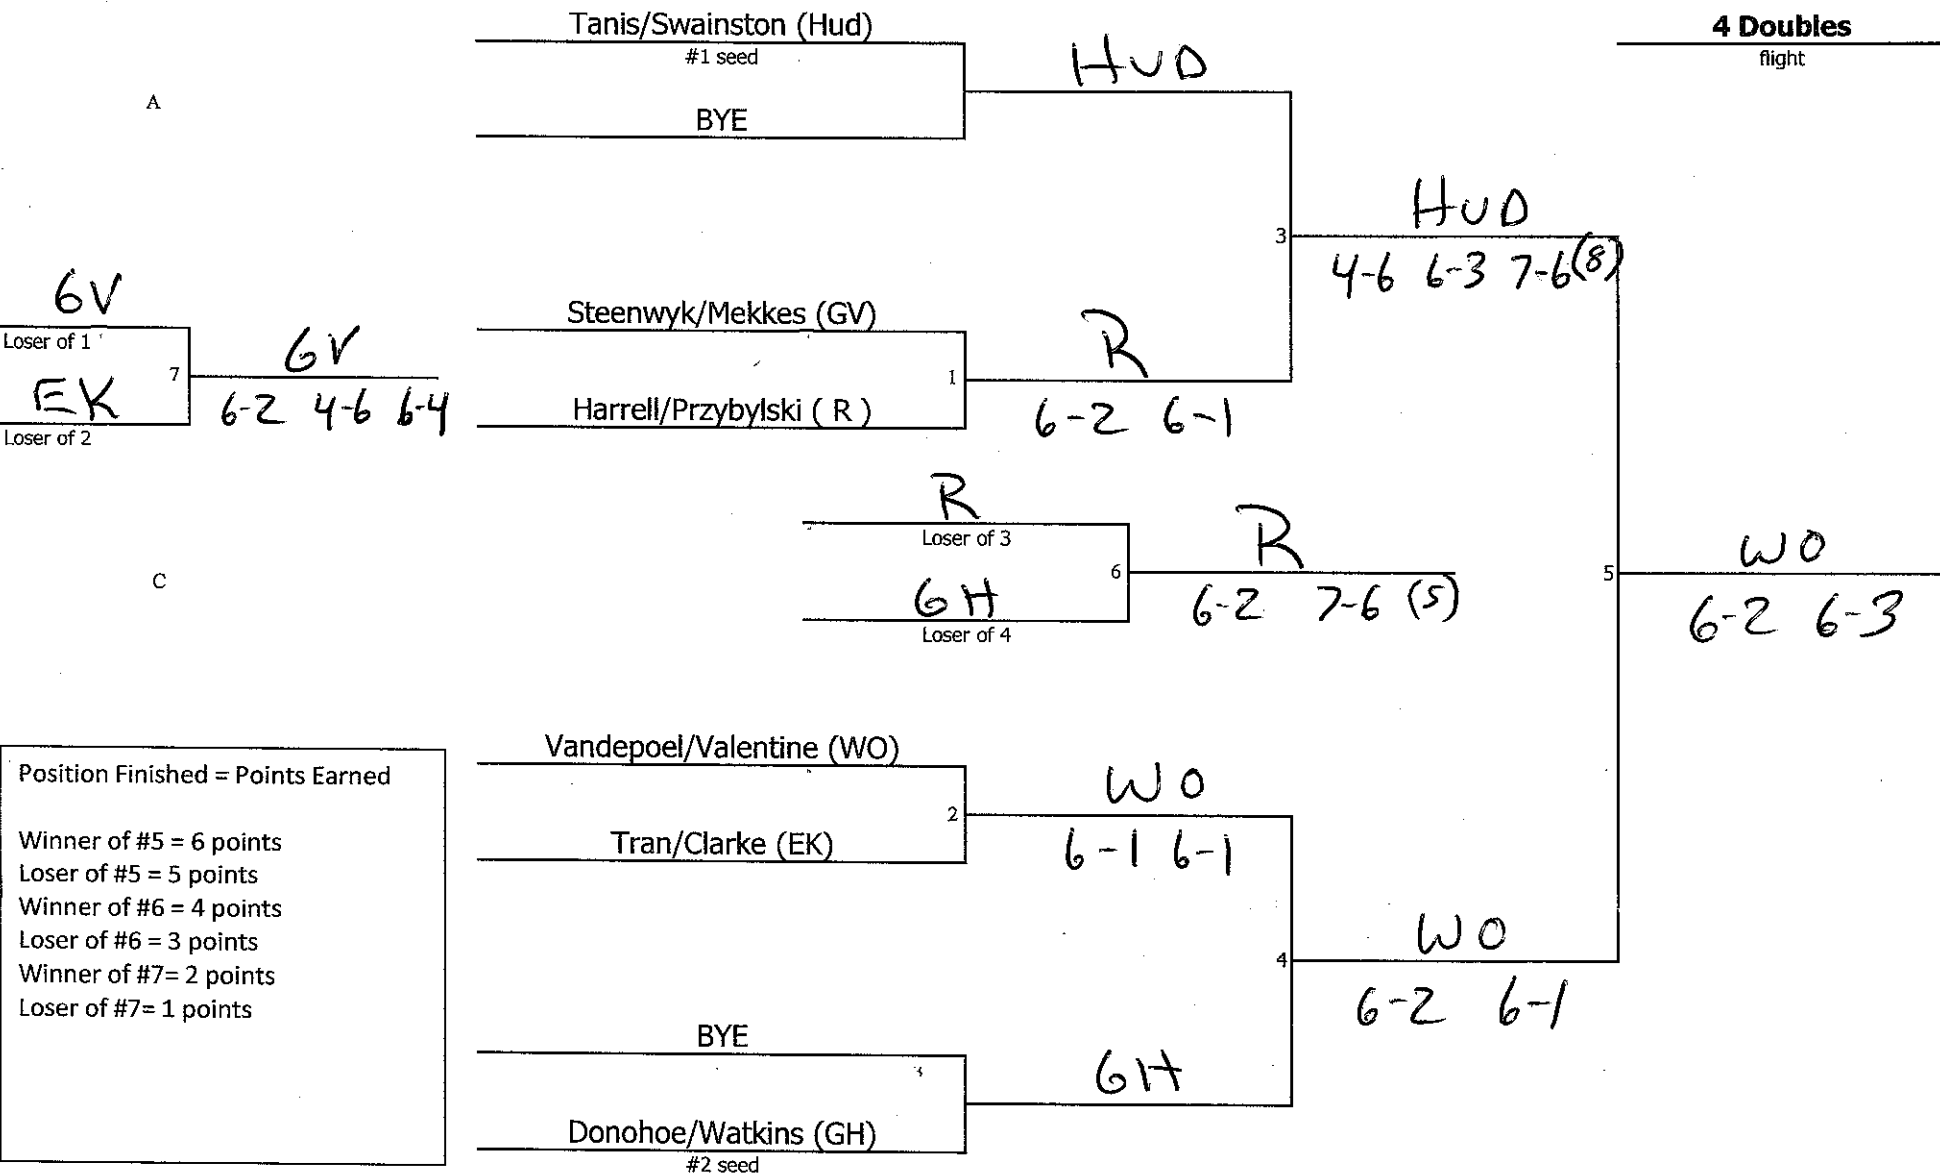 Tanis/Swainston (Hud)
#1 seed
4 Doubles
flight
HUD
A
BYE
HUD
3
4-6 6-3 7-6(8)
GV
Loser of 1
Steenwyk/Mekkes (GV)
R
GV
7
1
EK
6-2 4-6 6-4
Harrell/Przybylski ( R )
6-2 6-1
Loser of 2
R
Loser of 3
R
WO
C
6
5
GH
6-2 7-6 (5)
6-2 6-3
Loser of 4
Vandepoel/Valentine (WO)
WO
2
Tran/Clarke (EK)
6-1 6-1
Position Finished = Points Earned
Winner of #5 = 6 points
Loser of #5 = 5 points
Winner of #6 = 4 points
Loser of #6 = 3 points
Winner of #7= 2 points
Loser of #7= 1 points
WO
4
6-2 6-1
BYE
GH
Donohoe/Watkins (GH)
#2 seed